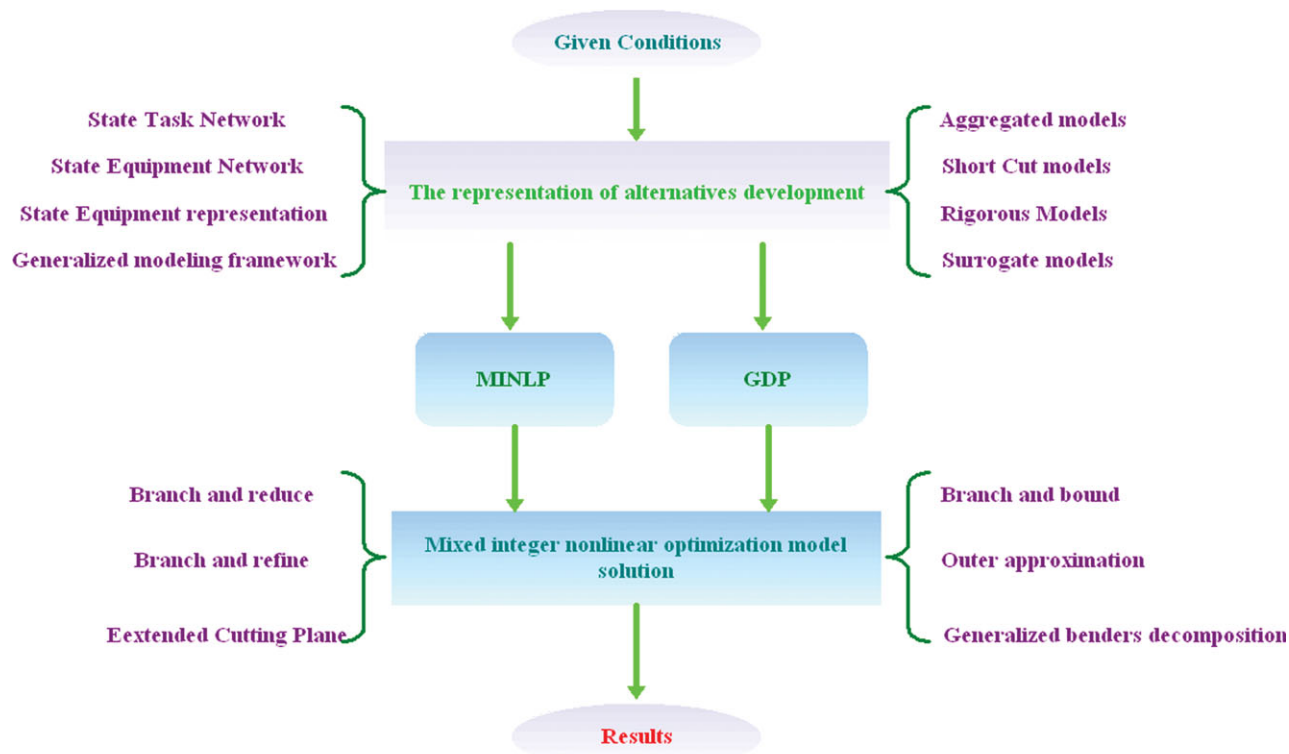 Given Conditions
State Task Network
State Equipment Network
State Equipment representation
Generalized modeling framework
The representation of alternatives development
Aggregated models
Short Cut models
Rigorous Models
Surrogate models
MINLP
GDP
Branch and reduce
Branch and refine
Eextended Cutting Plane
Mixed integer nonlinear optimization model
solution
Branch and bound
Outer approximation
Generalized benders decomposition
Results